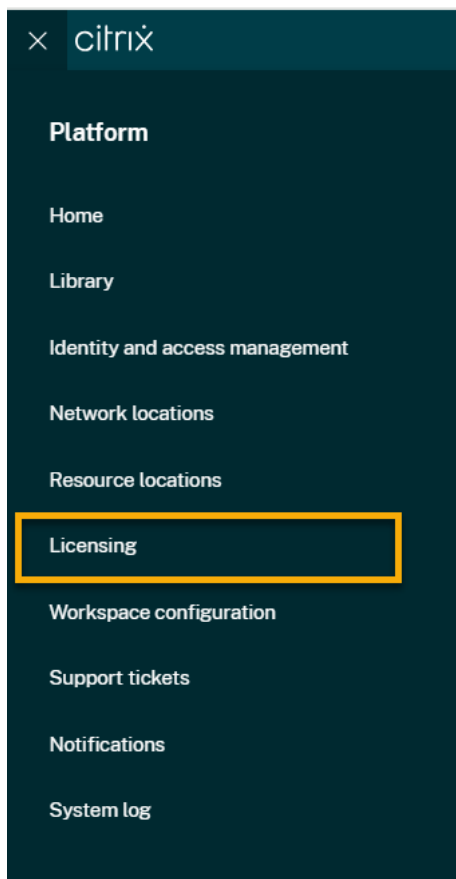 citrix
Platform
Home
Library
Identity and access management
Network locations
Resource locations
Licensing
Workspace configuration
Support tickets
Notifications
System log